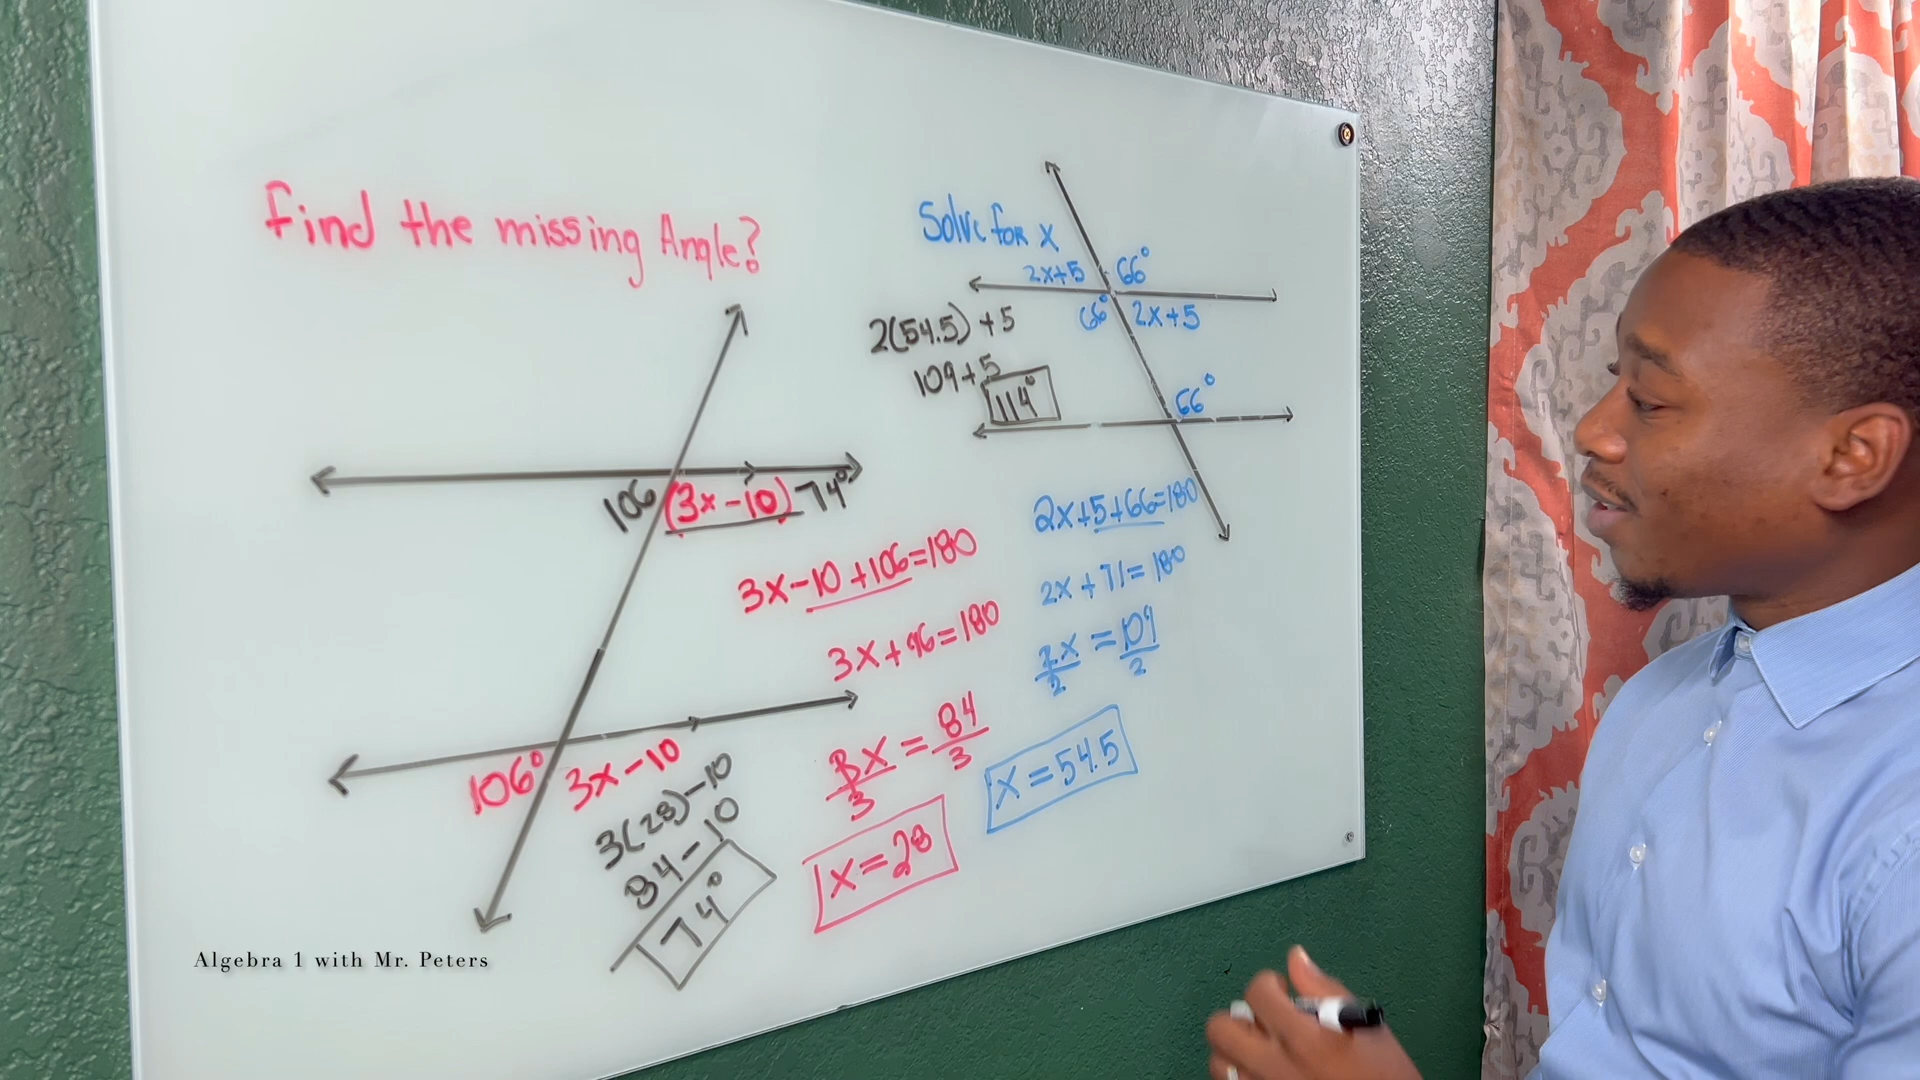 Find the missing Angle?
106 (3x-10) 74°
3x-10+106=180
3x+96=180
3x/3 = 84/3
x=28
106° 3x-10
3(28)-10
84-10
74°
Solve for x
2x+5 66°
66° 2x+5
66°
2(54.5)+5
109+5
114°
2x+5+66=180
2x+71=180
2x/2 = 109/2
x=54.5
Algebra 1 with Mr. Peters